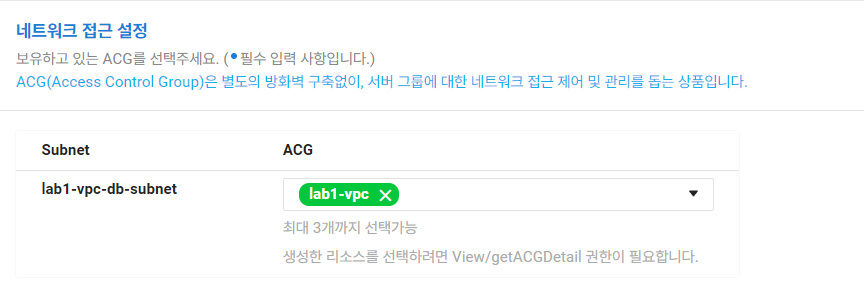 네트워크 접근 설정
보유하고 있는 ACG를 선택주세요. (•필수 입력 사항입니다.)
ACG(Access Control Group)은 별도의 방화벽 구축없이, 서버 그룹에 대한 네트워크 접근 제어 및 관리를 돕는 상품입니다.
Subnet ACG
lab1-vpc-db-subnet lab1-vpc ×
최대 3개까지 선택가능
생성한 리소스를 선택하려면 View/getACGDetail 권한이 필요합니다.